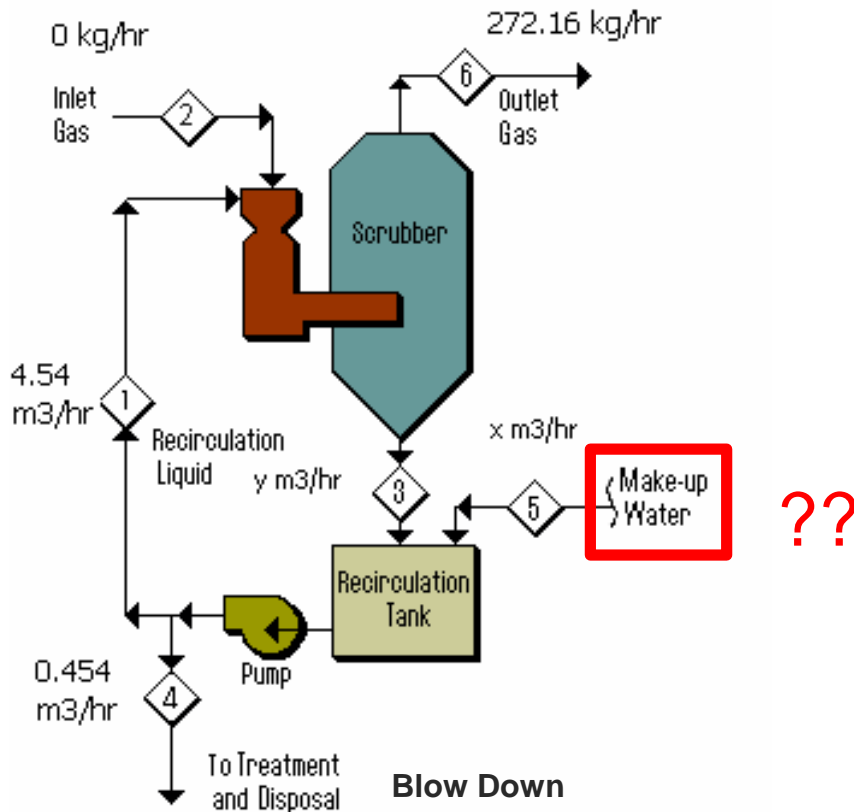 0 kg/hr
272.16 kg/hr
Inlet
Gas
2
6
Outlet
Gas
Scrubber
4.54
m3/hr
1
Recirculation
Liquid
y m3/hr
3
x m3/hr
5
Make-up
Water
??
Recirculation
Tank
Pump
0.454
m3/hr
4
To Treatment
and Disposal
Blow Down